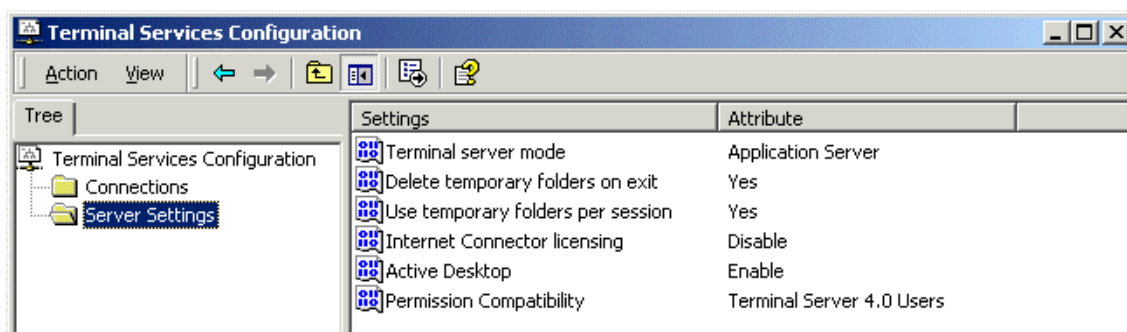 Terminal Services Configuration
Action View
Tree
Settings Attribute
Terminal Services Configuration
Connections
Server Settings
Terminal server mode Application Server
Delete temporary folders on exit Yes
Use temporary folders per session Yes
Internet Connector licensing Disable
Active Desktop Enable
Permission Compatibility Terminal Server 4.0 Users